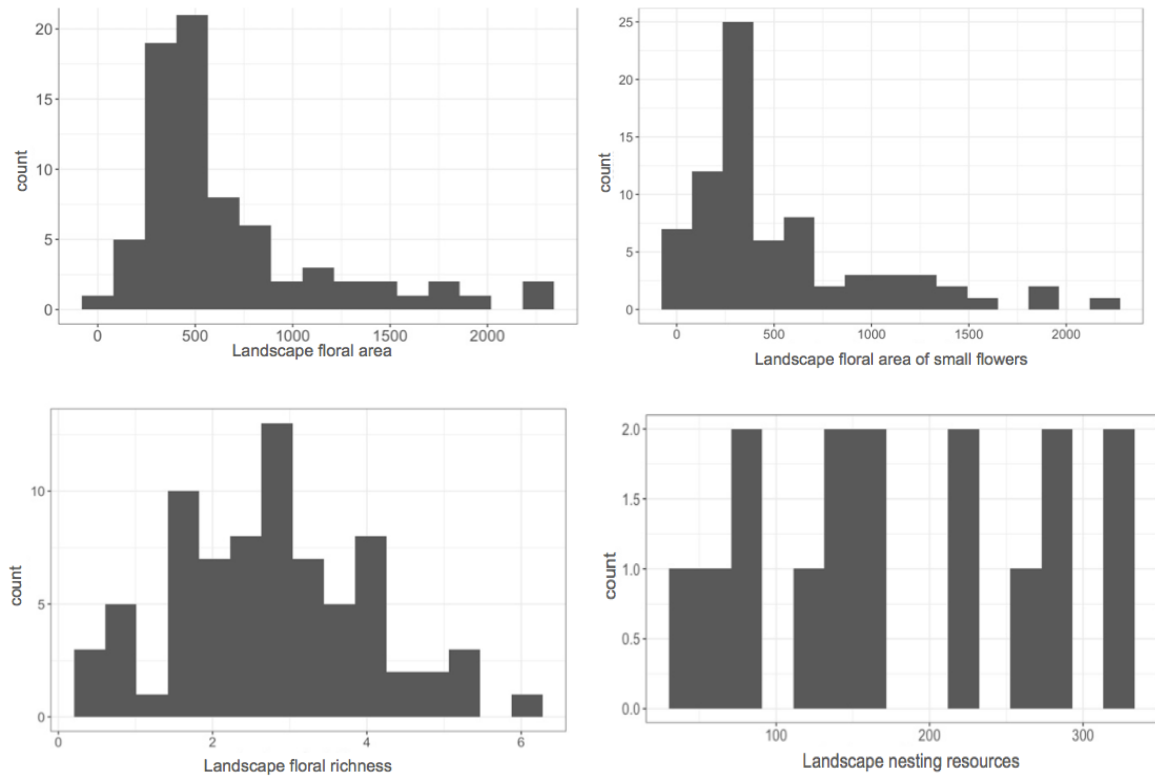 20
15
10
5
0
count
0 500 1000 1500 2000
Landscape floral area
25
20
15
10
5
0
count
0 500 1000 1500 2000
Landscape floral area of small flowers
10
5
0
count
0 2 4 6
Landscape floral richness
2.0
1.5
1.0
0.5
0.0
count
100 200 300
Landscape nesting resources